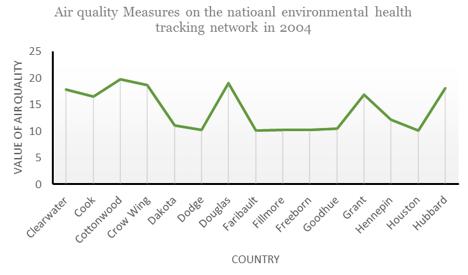 Air quality Measures on the natioanl environmental health
tracking network in 2004
VALUE OF AIR QUALITY
25
20
15
10
5
0
Clearwater
Cook
Cottonwood
Crow Wing
Dakota
Dodge
Douglas
Faribault
Fillmore
Freeborn
Goodhue
Grant
Hennepin
Houston
Hubbard
COUNTRY